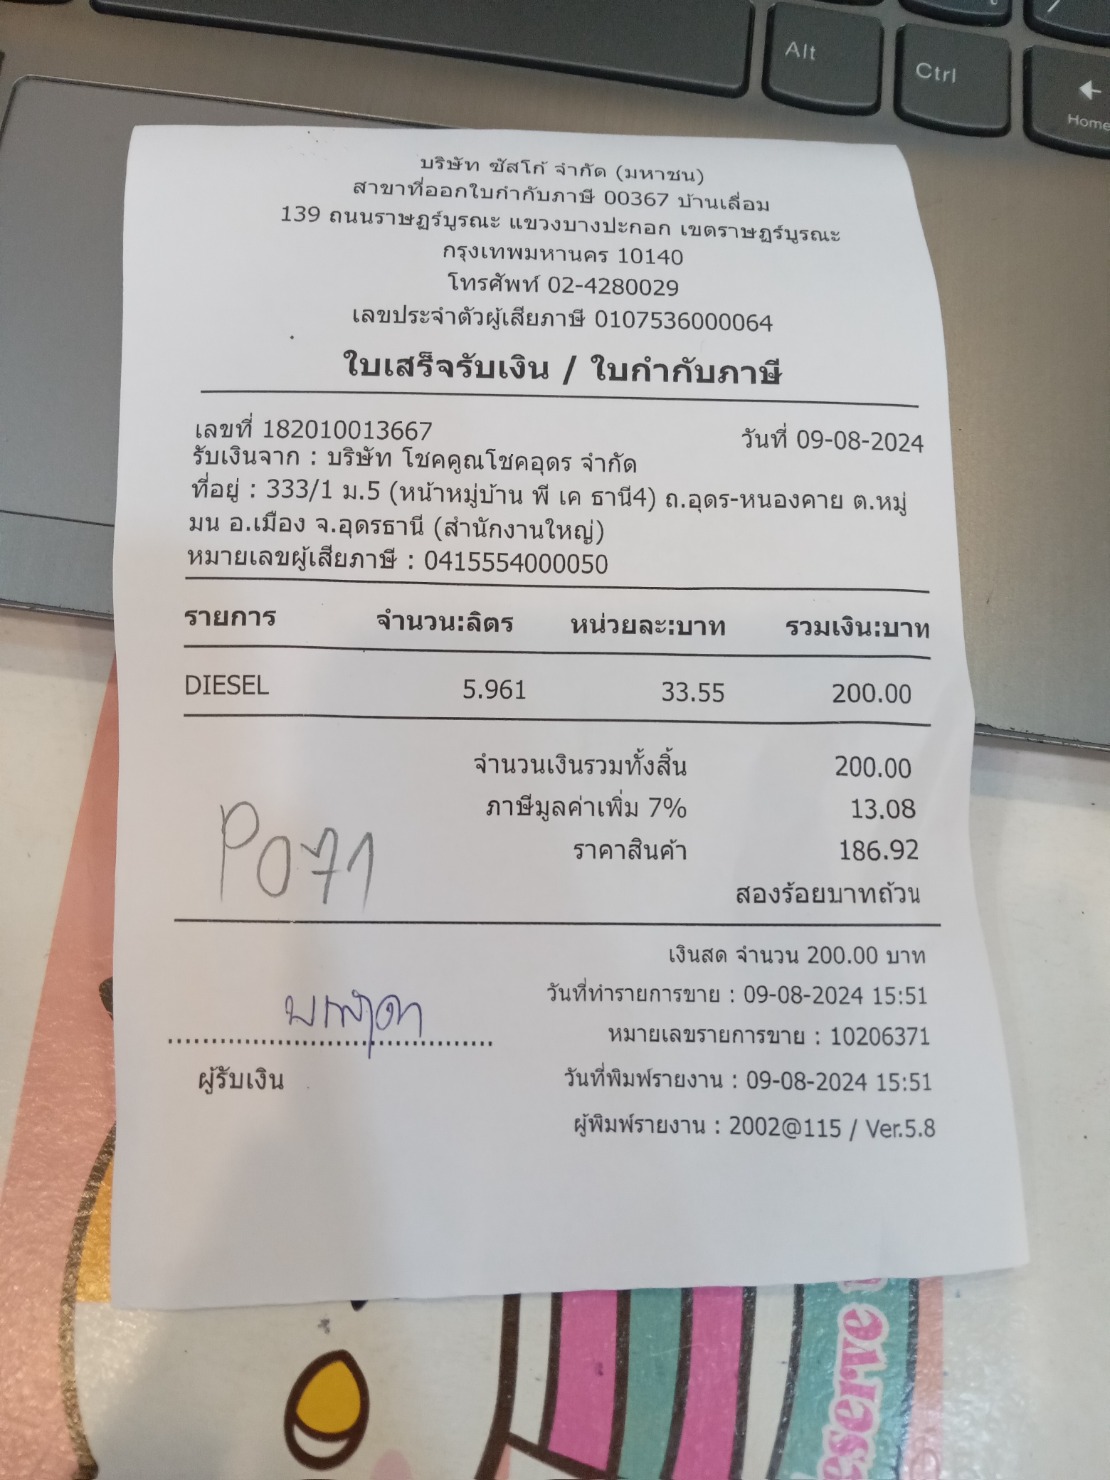 Alt
Ctrl
Home
บริษัท ซัสโก้ จำกัด (มหาชน)
สาขาที่ออกใบกำกับภาษี 00367 บ้านเลื่อม
139 ถนนราษฎร์บูรณะ แขวงบางปะกอก เขตราษฎร์บูรณะ
กรุงเทพมหานคร 10140
โทรศัพท์ 02-4280029
เลขประจำตัวผู้เสียภาษี 0107536000064
ใบเสร็จรับเงิน / ใบกำกับภาษี
เลขที่ 182010013667 วันที่ 09-08-2024
รับเงินจาก : บริษัท โชคคูณโชคอุดร จำกัด
ที่อยู่ : 333/1 ม.5 (หน้าหมู่บ้าน พี เค ธานี4) ถ.อุดร-หนองคาย ต.หมู่
มน อ.เมือง จ.อุดรธานี (สำนักงานใหญ่)
หมายเลขผู้เสียภาษี : 0415554000050
รายการ จำนวน:ลิตร หน่วยละ:บาท รวมเงิน:บาท
DIESEL 5.961 33.55 200.00
จำนวนเงินรวมทั้งสิ้น 200.00
ภาษีมูลค่าเพิ่ม 7% 13.08
ราคาสินค้า 186.92
P071
สองร้อยบาทถ้วน
เงินสด จำนวน 200.00 บาท
วันที่ทำรายการขาย : 09-08-2024 15:51
หมายเลขรายการขาย : 10206371
ผู้รับเงิน วันที่พิมพ์รายงาน : 09-08-2024 15:51
ผู้พิมพ์รายงาน : 2002@115 / Ver.5.8